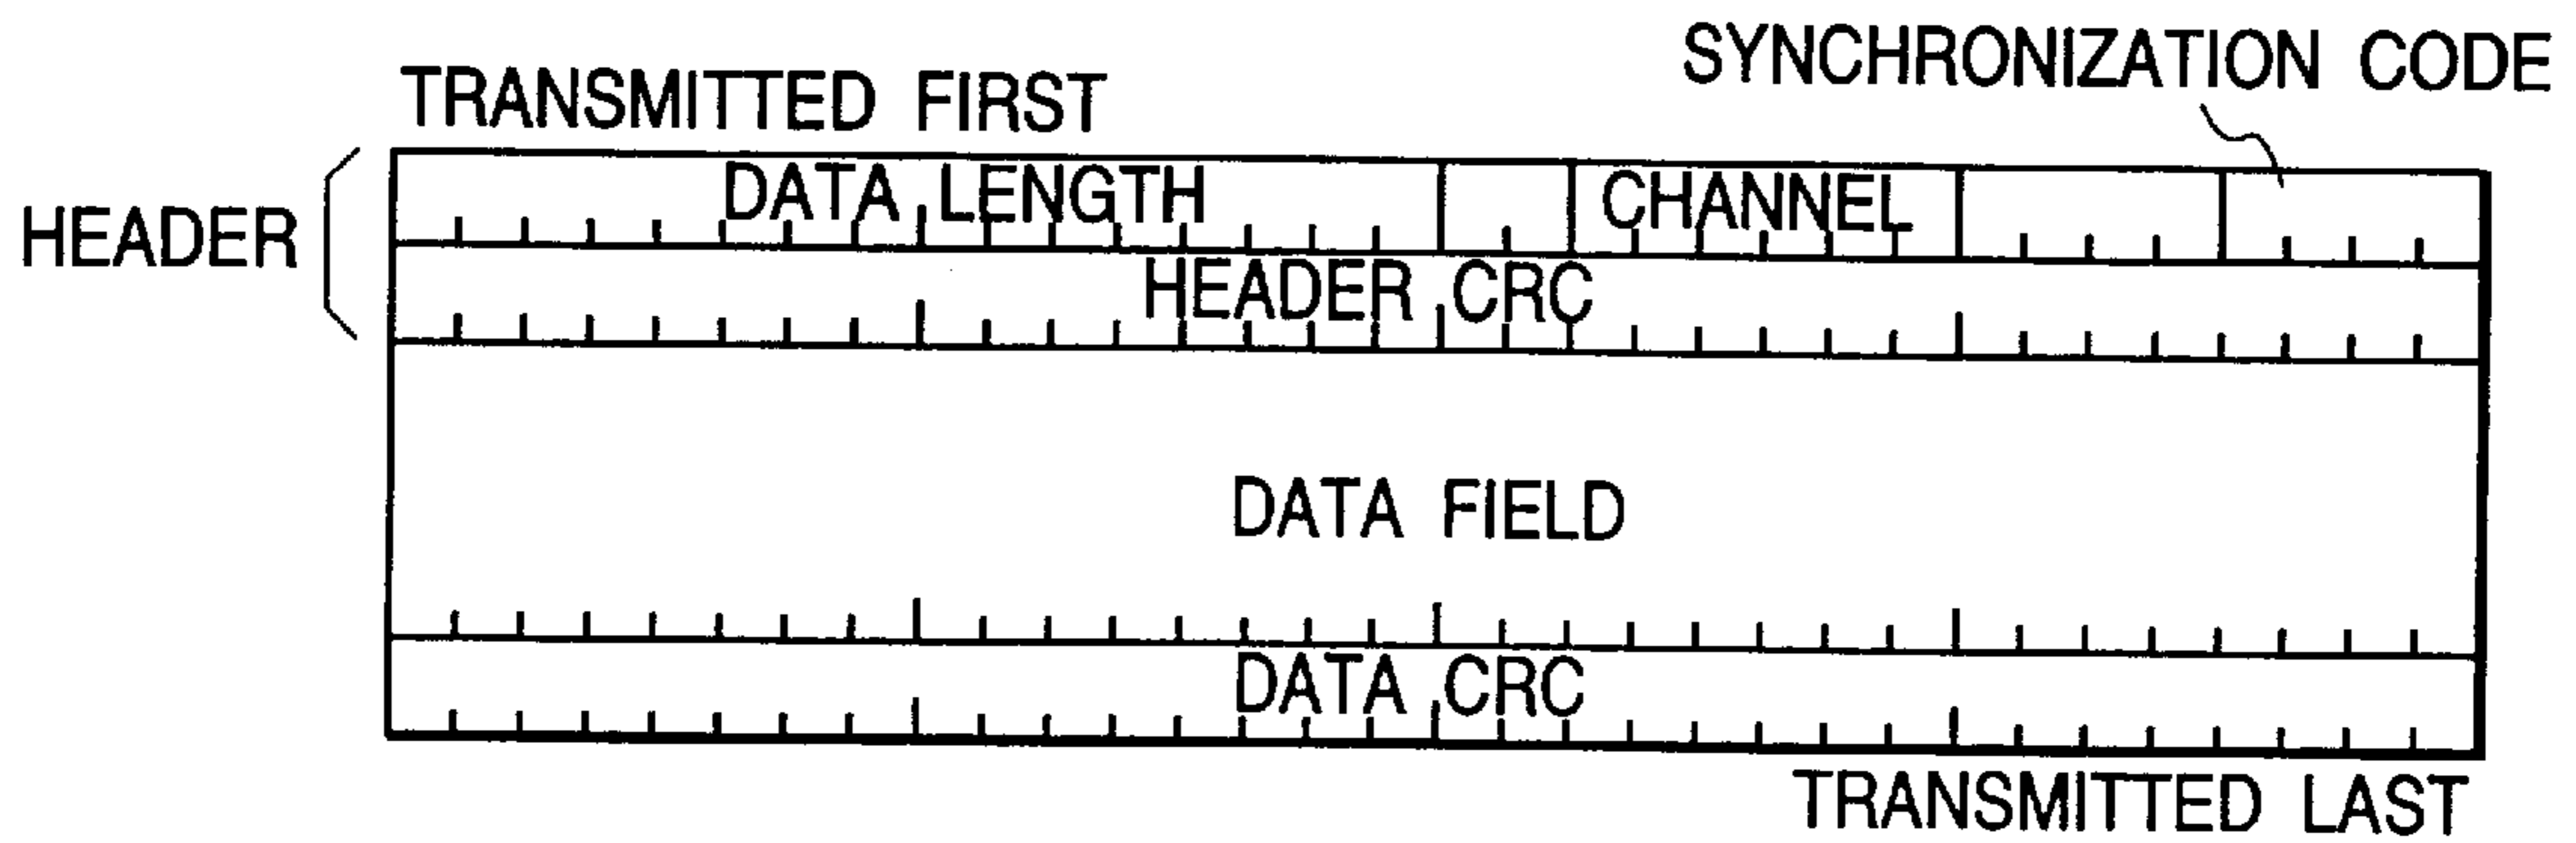 SYNCHRONIZATION CODE
TRANSMITTED FIRST
HEADER
DATA LENGTH
CHANNEL
HEADER CRC
DATA FIELD
DATA CRC
TRANSMITTED LAST